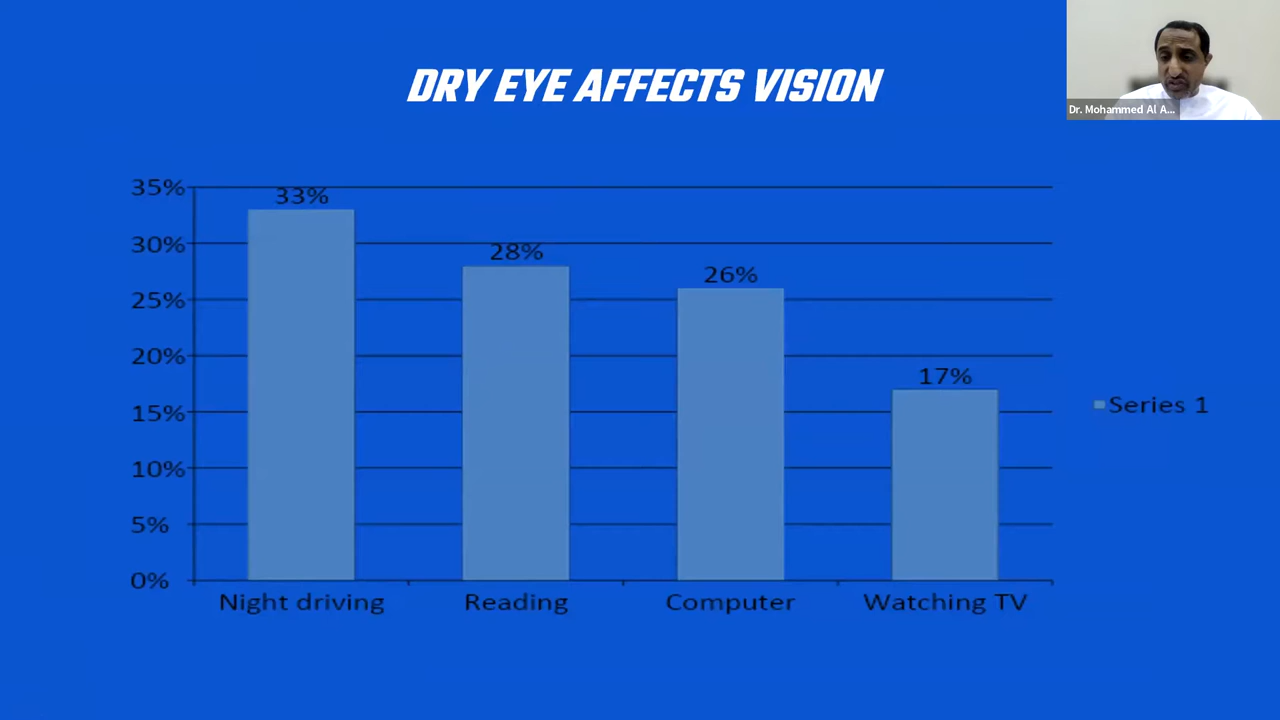 DRY EYE AFFECTS VISION
Dr. Mohammed Al A...
35%
30%
25%
20%
15%
10%
5%
0%
33%
28%
26%
17%
Night driving
Reading
Computer
Watching TV
Series 1